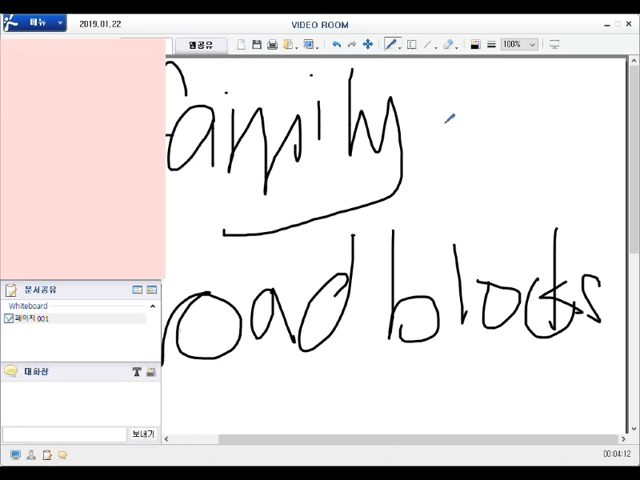 메뉴
2019.01.22
VIDEO ROOM
웹공유
100%
family
road blocks
문서공유
Whiteboard
페이지 001
대화창
T
보내기
00:04:12